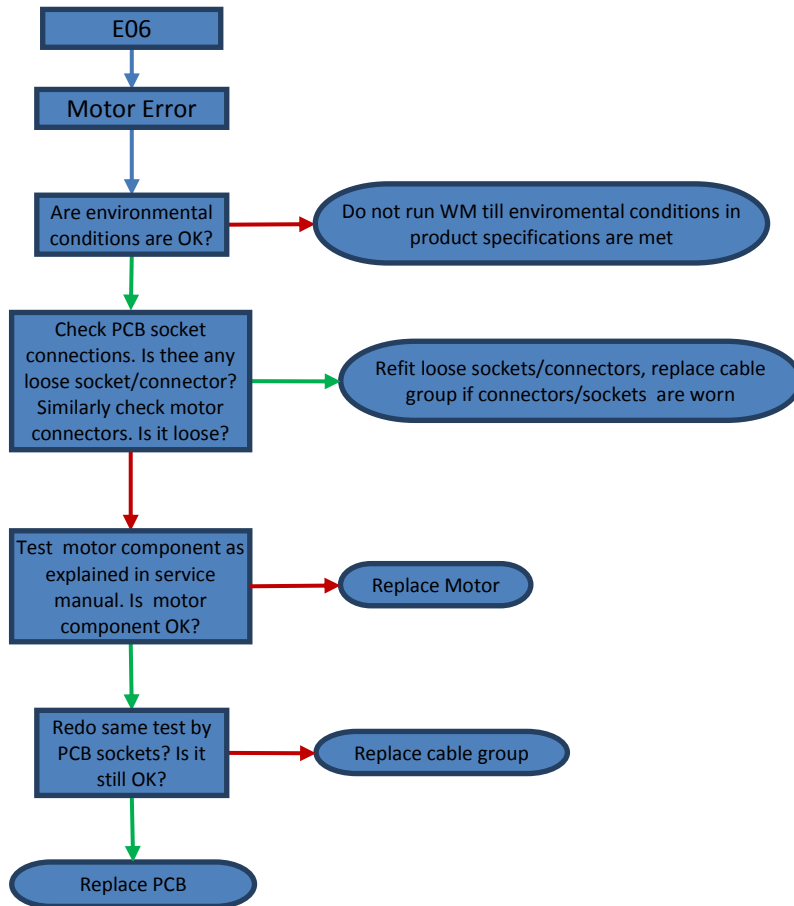 E06
Motor Error
Are environmental
conditions are OK?
Do not run WM till enviromental conditions in
product specifications are met
Check PCB socket
connections. Is thee any
loose socket/connector?
Similarly check motor
connectors. Is it loose?
Refit loose sockets/connectors, replace cable
group if connectors/sockets are worn
Test motor component as
explained in service
manual. Is motor
component OK?
Replace Motor
Redo same test by
PCB sockets? Is it
still OK?
Replace cable group
Replace PCB